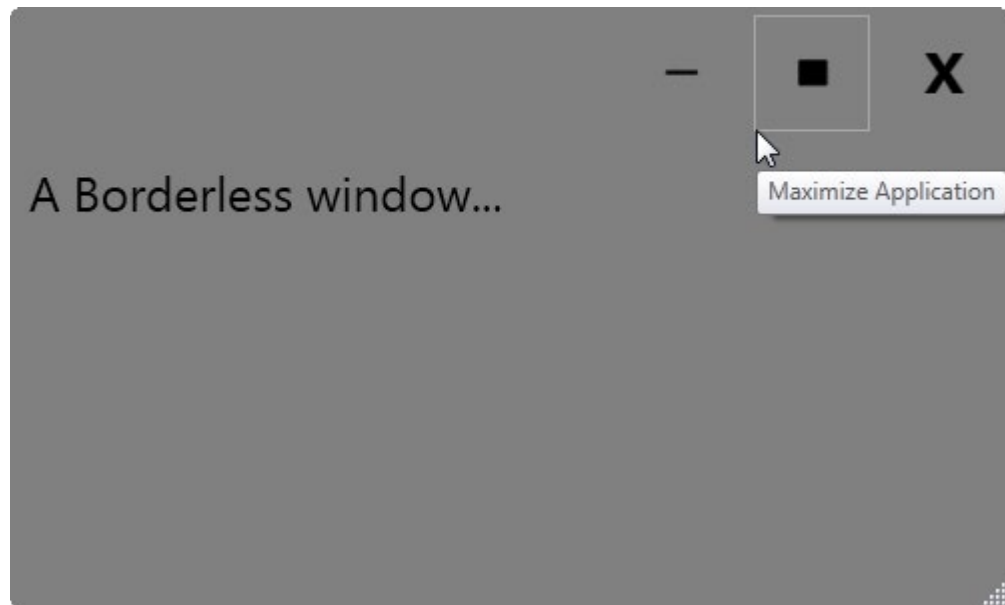 – ■ X
A Borderless window...
Maximize Application